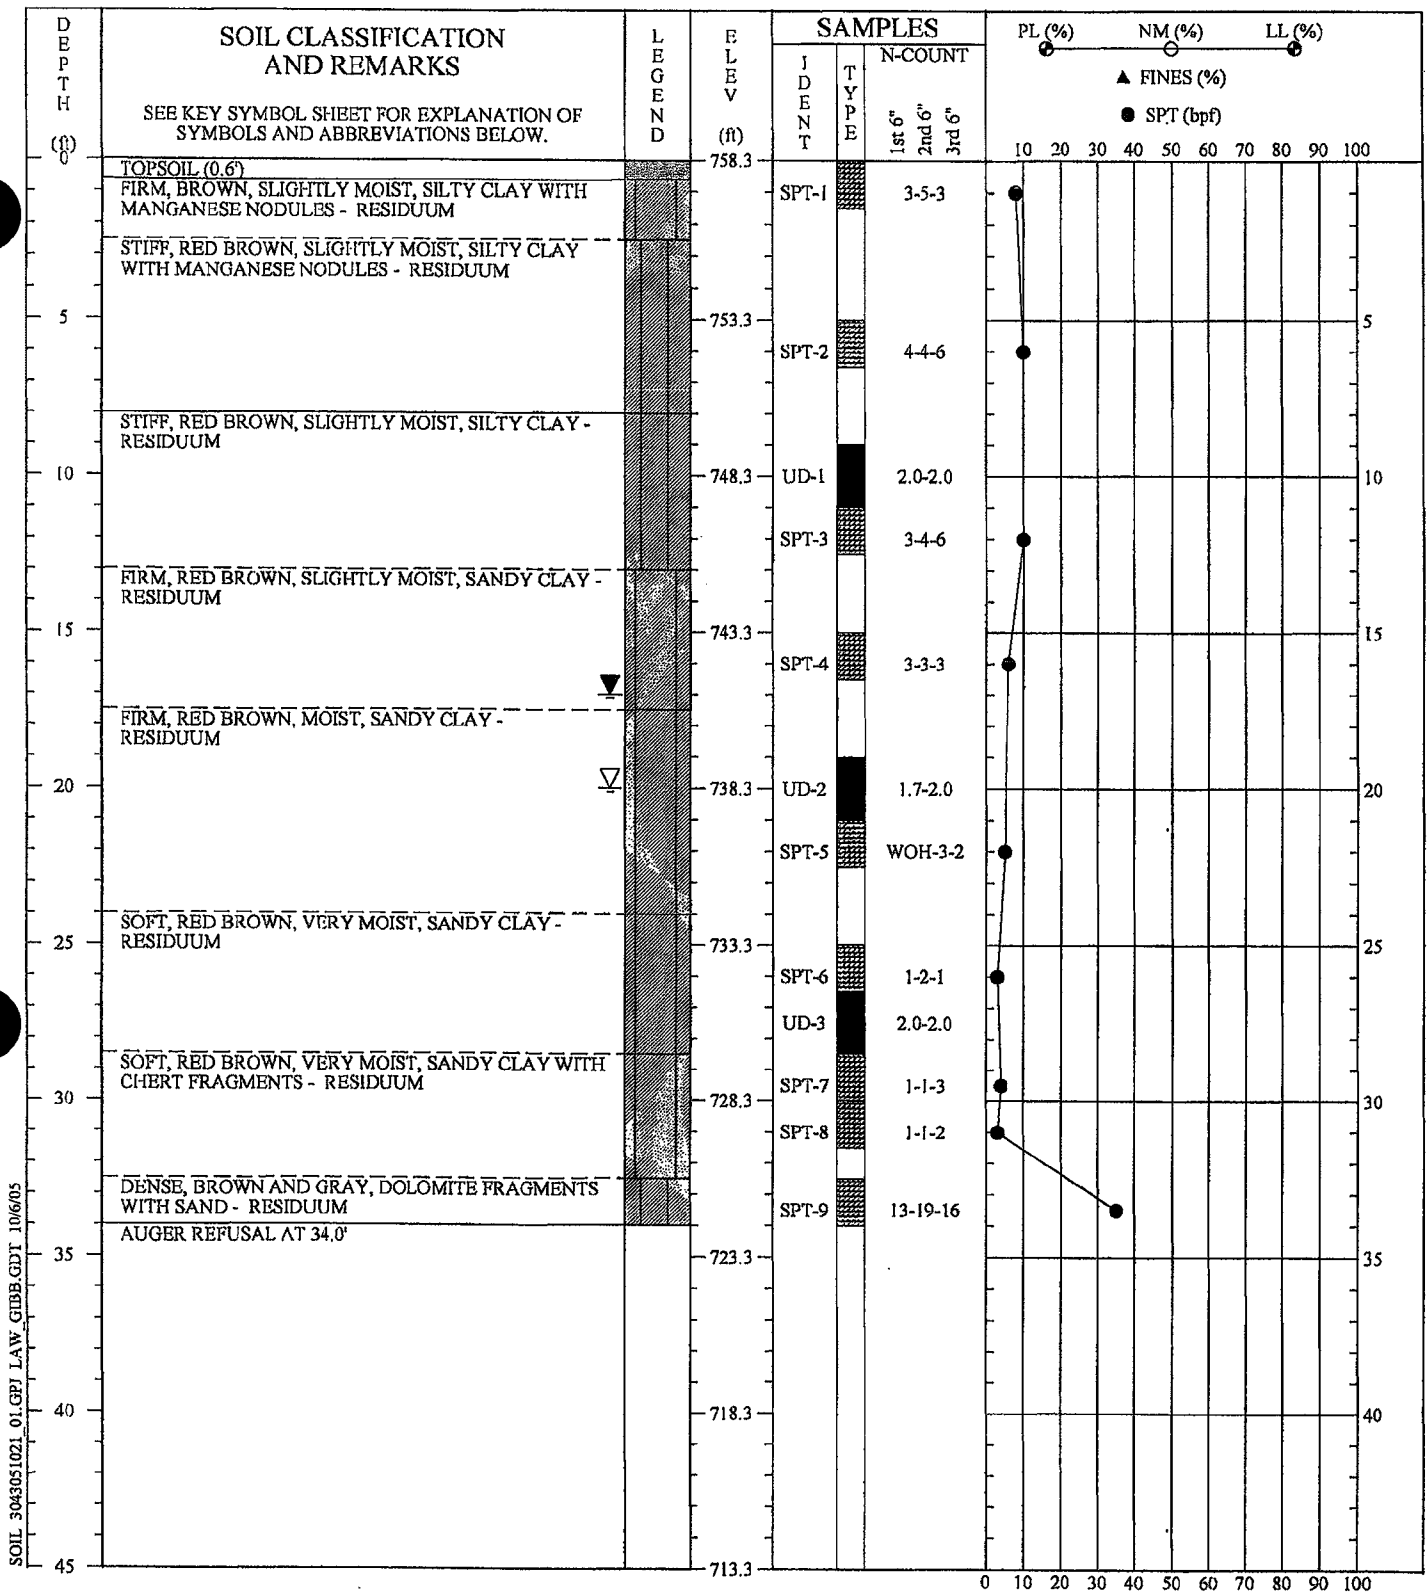 DEPTH
(ft)
SOIL CLASSIFICATION
AND REMARKS
SEE KEY SYMBOL SHEET FOR EXPLANATION OF
SYMBOLS AND ABBREVIATIONS BELOW.
LEGEND
ELEV
(ft)
SAMPLES
IDENT
TYPE
N-COUNT
1st 6"
2nd 6"
3rd 6"
PL (%)
NM (%)
LL (%)
▲ FINES (%)
● SPT (bpf)
10 20 30 40 50 60 70 80 90 100
0
758.3
TOPSOIL (0.6')
FIRM, BROWN, SLIGHTLY MOIST, SILTY CLAY WITH
MANGANESE NODULES - RESIDUUM
SPT-1
3-5-3
STIFF, RED BROWN, SLIGHTLY MOIST, SILTY CLAY
WITH MANGANESE NODULES - RESIDUUM
5
753.3
5
SPT-2
4-4-6
STIFF, RED BROWN, SLIGHTLY MOIST, SILTY CLAY -
RESIDUUM
10
748.3
UD-1
2.0-2.0
10
SPT-3
3-4-6
FIRM, RED BROWN, SLIGHTLY MOIST, SANDY CLAY -
RESIDUUM
15
743.3
15
SPT-4
3-3-3
FIRM, RED BROWN, MOIST, SANDY CLAY -
RESIDUUM
20
738.3
UD-2
1.7-2.0
20
SPT-5
WOH-3-2
SOFT, RED BROWN, VERY MOIST, SANDY CLAY -
RESIDUUM
25
733.3
25
SPT-6
1-2-1
UD-3
2.0-2.0
SOFT, RED BROWN, VERY MOIST, SANDY CLAY WITH
CHERT FRAGMENTS - RESIDUUM
SPT-7
1-1-3
30
728.3
30
SPT-8
1-1-2
DENSE, BROWN AND GRAY, DOLOMITE FRAGMENTS
WITH SAND - RESIDUUM
SPT-9
13-19-16
AUGER REFUSAL AT 34.0'
35
723.3
35
40
718.3
40
45
713.3
0 10 20 30 40 50 60 70 80 90 100
SOIL 3043051021_01.GPJ LAW_GIBB.GDT 10/6/05